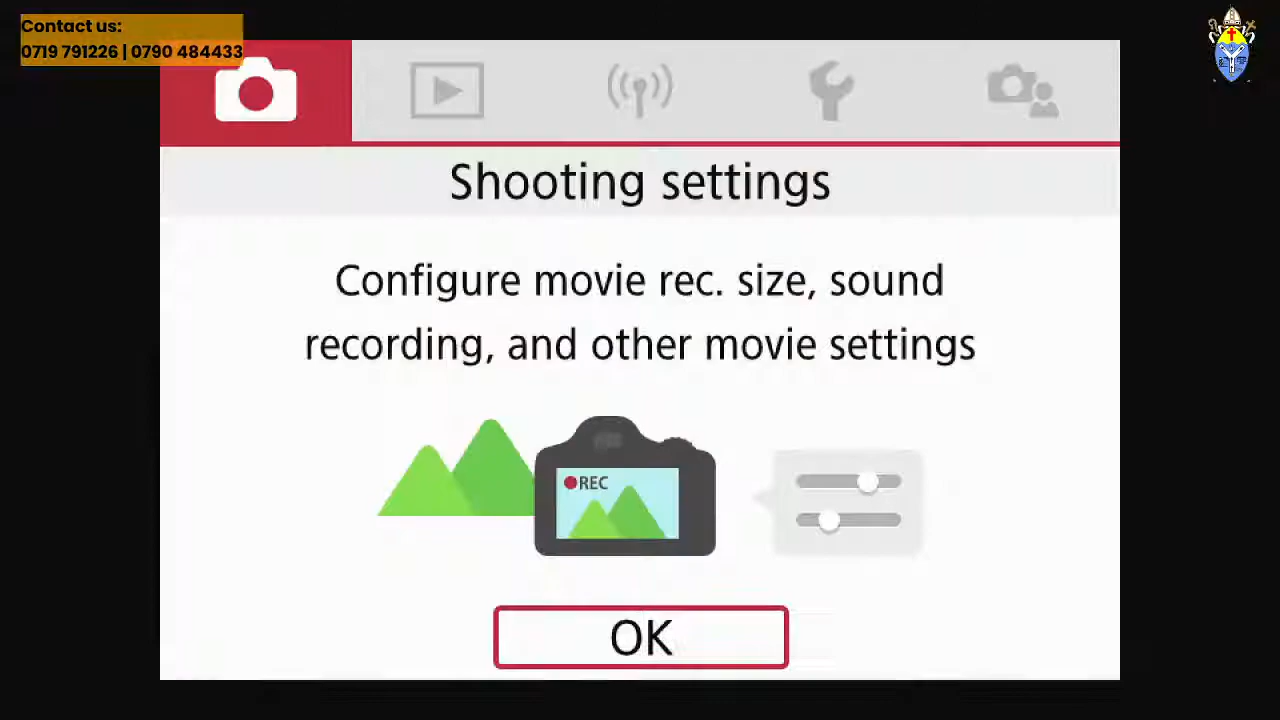 Contact us:
0719 791226 | 0790 484433
Shooting settings
Configure movie rec. size, sound
recording, and other movie settings
REC
OK